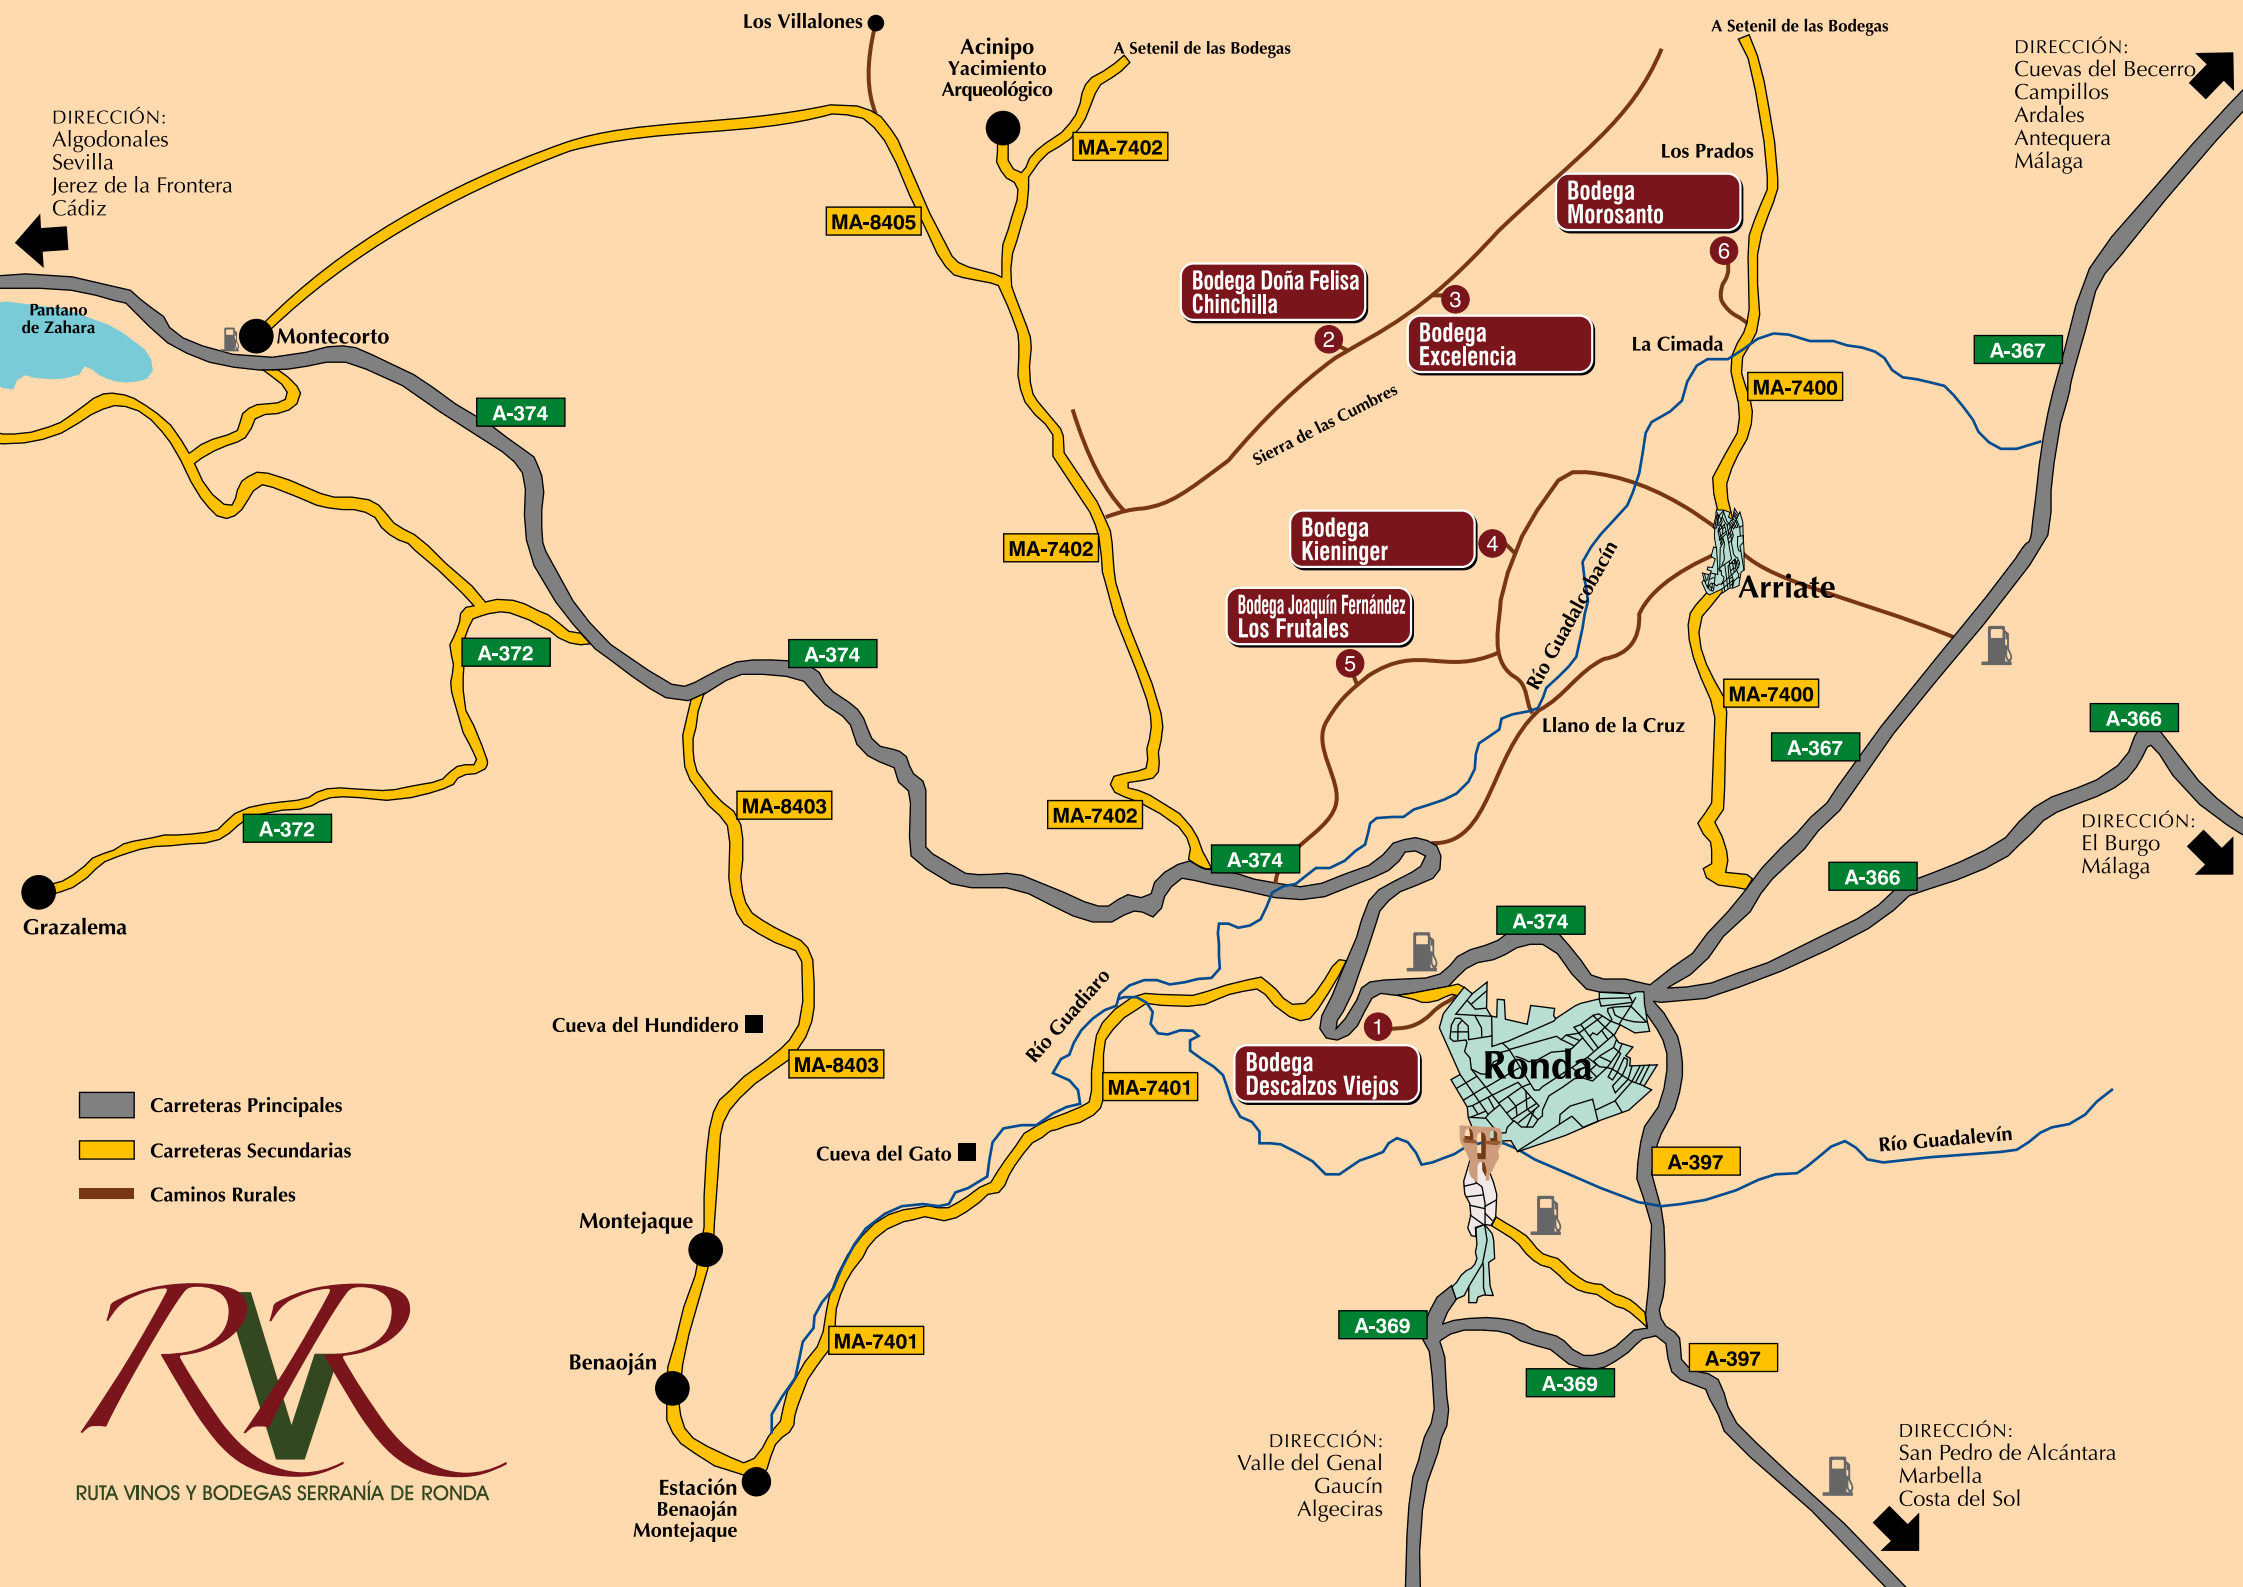 Los Villalones
Acinipo
Yacimiento
Arqueológico
A Setenil de las Bodegas
A Setenil de las Bodegas
DIRECCIÓN:
Cuevas del Becerro
Campillos
Ardales
Antequera
Málaga
DIRECCIÓN:
Algodonales
Sevilla
Jerez de la Frontera
Cádiz
MA-7402
Los Prados
Bodega
Morosanto
6
MA-8405
Bodega Doña Felisa
Chinchilla
2
3
Bodega
Excelencia
Pantano
de Zahara
Montecorto
La Cimada
A-367
MA-7400
A-374
Sierra de las Cumbres
MA-7402
Bodega
Kieninger
4
Río Guadalcobacín
Arriate
Bodega Joaquín Fernández
Los Frutales
5
A-372
A-374
MA-7400
A-366
Llano de la Cruz
A-367
MA-8403
MA-7402
A-372
A-374
DIRECCIÓN:
El Burgo
Málaga
A-366
Grazalema
A-374
Río Guadiaro
Cueva del Hundidero
1
Bodega
Descalzos Viejos
Ronda
MA-8403
MA-7401
Carreteras Principales
Carreteras Secundarias
Caminos Rurales
Cueva del Gato
Río Guadalevín
A-397
Montejaque
A-369
MA-7401
Benaoján
A-397
A-369
RVR
RUTA VINOS Y BODEGAS SERRANÍA DE RONDA
Estación
Benaoján
Montejaque
DIRECCIÓN:
Valle del Genal
Gaucín
Algeciras
DIRECCIÓN:
San Pedro de Alcántara
Marbella
Costa del Sol